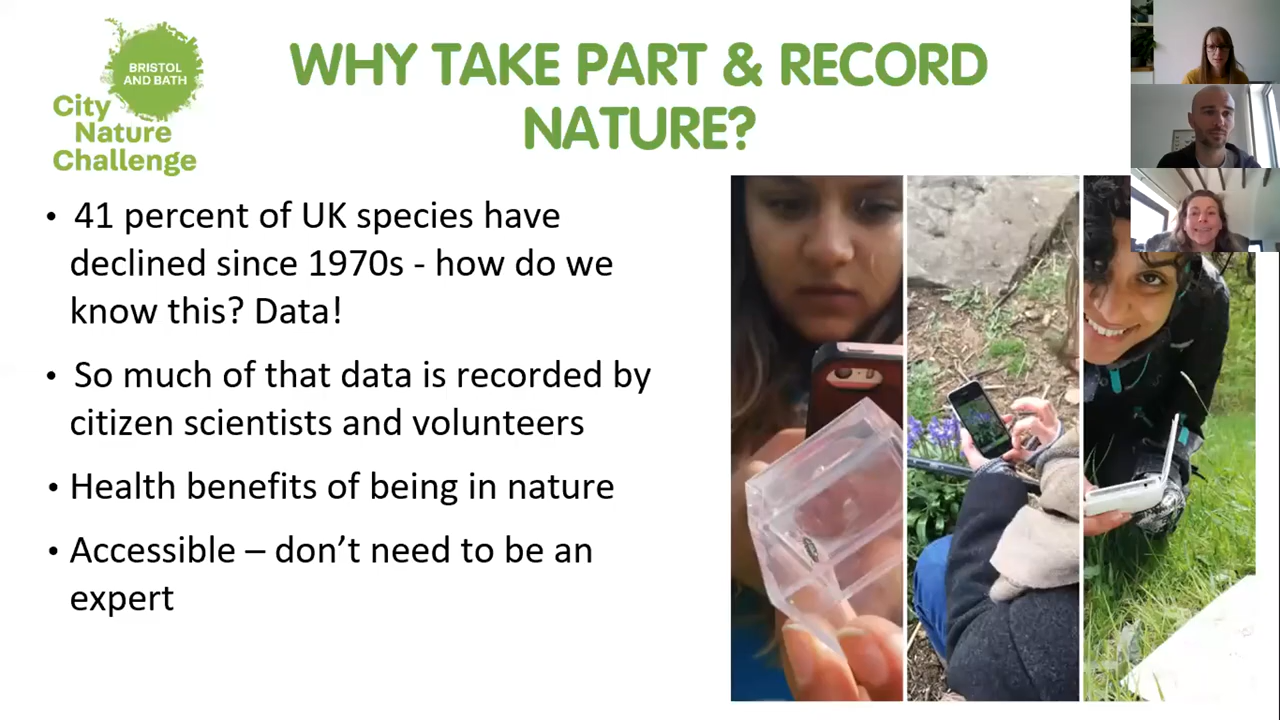 BRISTOL
AND BATH
City
Nature
Challenge
WHY TAKE PART & RECORD
NATURE?
• 41 percent of UK species have
declined since 1970s - how do we
know this? Data!
• So much of that data is recorded by
citizen scientists and volunteers
• Health benefits of being in nature
• Accessible – don’t need to be an
expert